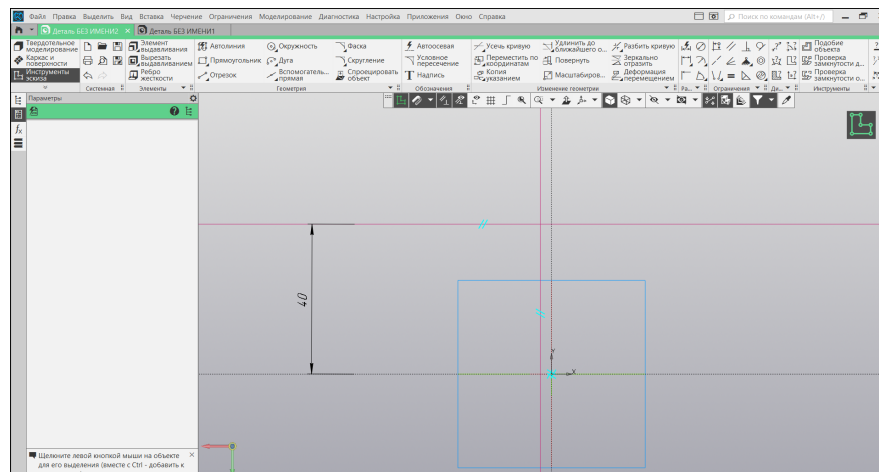 Файл Правка Выделить Вид Вставка Черчение Ограничения Моделирование Диагностика Настройка Приложения Окно Справка
Поиск по командам (Alt+/)
Деталь БЕЗ ИМЕНИ2 × Деталь БЕЗ ИМЕНИ1
Твердотельное моделирование
Каркас и поверхности
Инструменты эскиза
Системная
Элемент выдавливания
Вырезать выдавливанием
Ребро жесткости
Элементы
Автолиния Окружность Фаска
Прямоугольник Дуга Скругление
Отрезок Вспомогатель... прямая Спроецировать объект
Геометрия
Автоосевая
Условное пересечение
Надпись
Обозначения
Усечь кривую Удлинить до ближайшего о... Разбить кривую
Переместить по координатам Повернуть Зеркально отразить
Копия указанием Масштабиров... Деформация перемещением
Изменение геометрии
Ра...
Ограничения
Ди...
Подобие объекта
Проверка замкнутости д...
Проверка замкнутости о...
Инструменты
Параметры
40
Y
X
Щелкните левой кнопкой мыши на объекте
для его выделения (вместе с Ctrl - добавить к